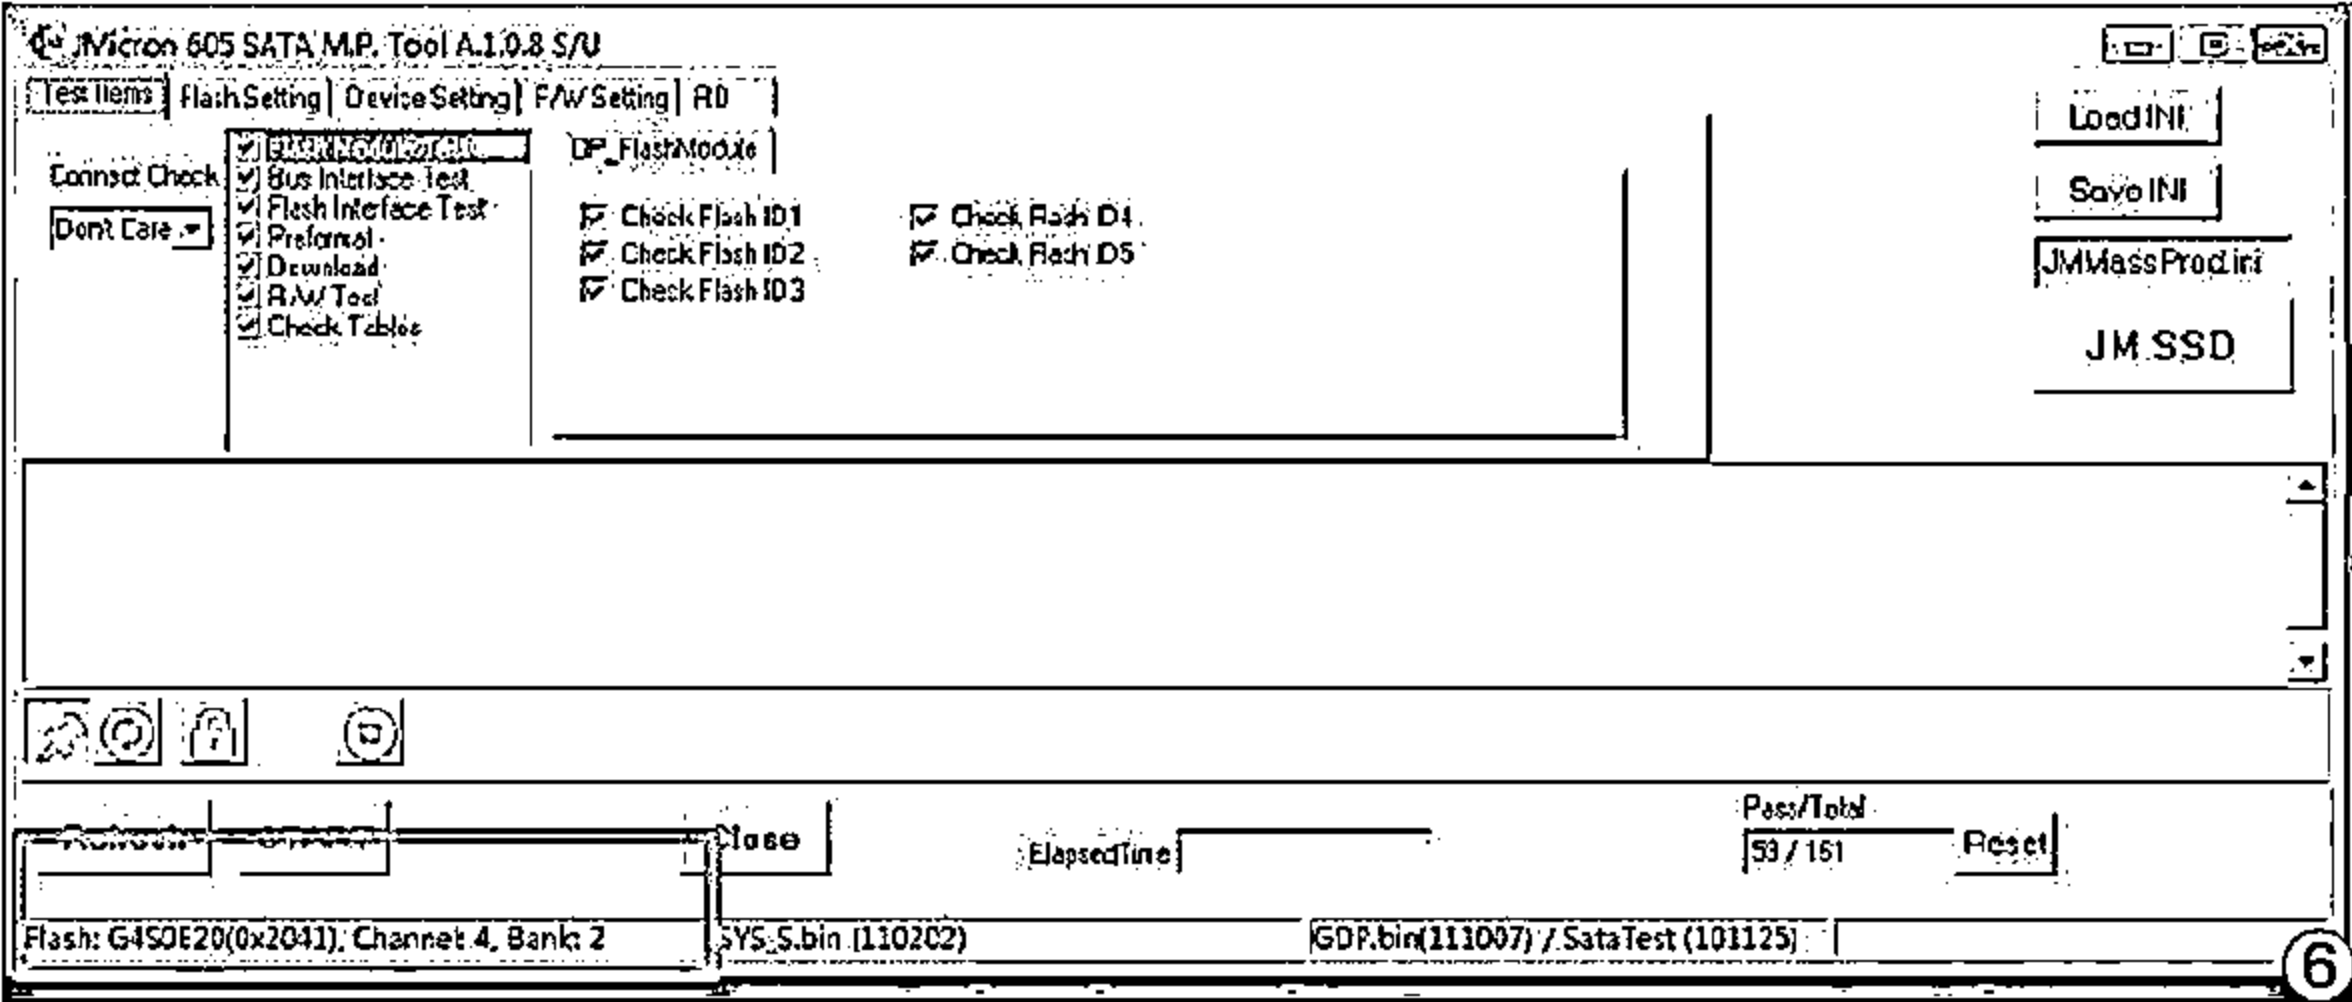 JMicron 605 SATA M.P. Tool A.1.0.8 S/U
Test Items Flash Setting Device Setting F/W Setting RD
Load INI
DP_FlashModule
Connect Check
Bus Interface Test
Flash Interface Test
Check Flash ID1 Check Flash ID4
Save INI
Don't Care
Preformat
Check Flash ID2 Check Flash ID5
Download
JMMassProd.ini
R/W Test
Check Flash ID3
Check Tables
JM SSD
Pass/Total
Close
ElapsedTime
53 / 161
Reset
Flash: G4S0E20(0x2041), Channel: 4, Bank: 2
SYS_S.bin (110202)
GDP.bin(111007) / SataTest (101125)
6